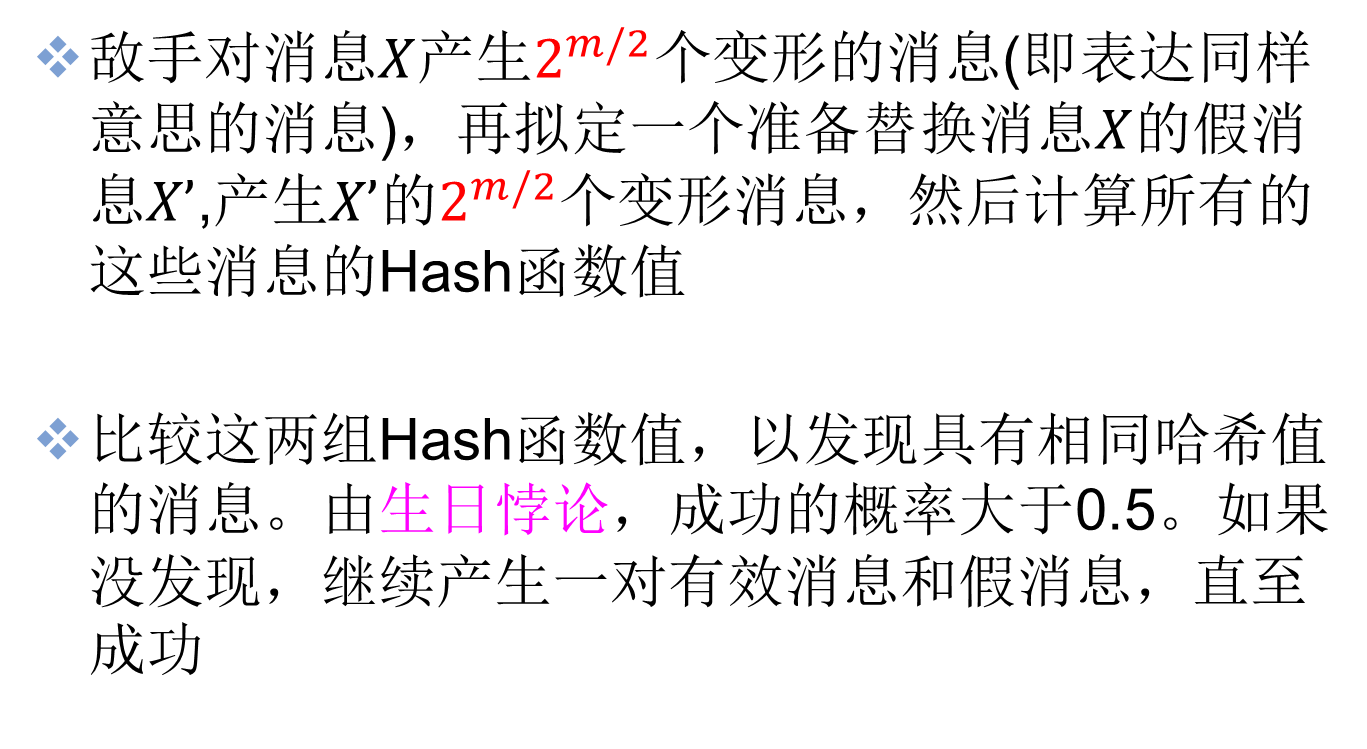 ❖敌手对消息X产生2^{m/2}个变形的消息(即表达同样
意思的消息)，再拟定一个准备替换消息X的假消
息X’,产生X’的2^{m/2}个变形消息，然后计算所有的
这些消息的Hash函数值
❖比较这两组Hash函数值，以发现具有相同哈希值
的消息。由生日悖论，成功的概率大于0.5。如果
没发现，继续产生一对有效消息和假消息，直至
成功